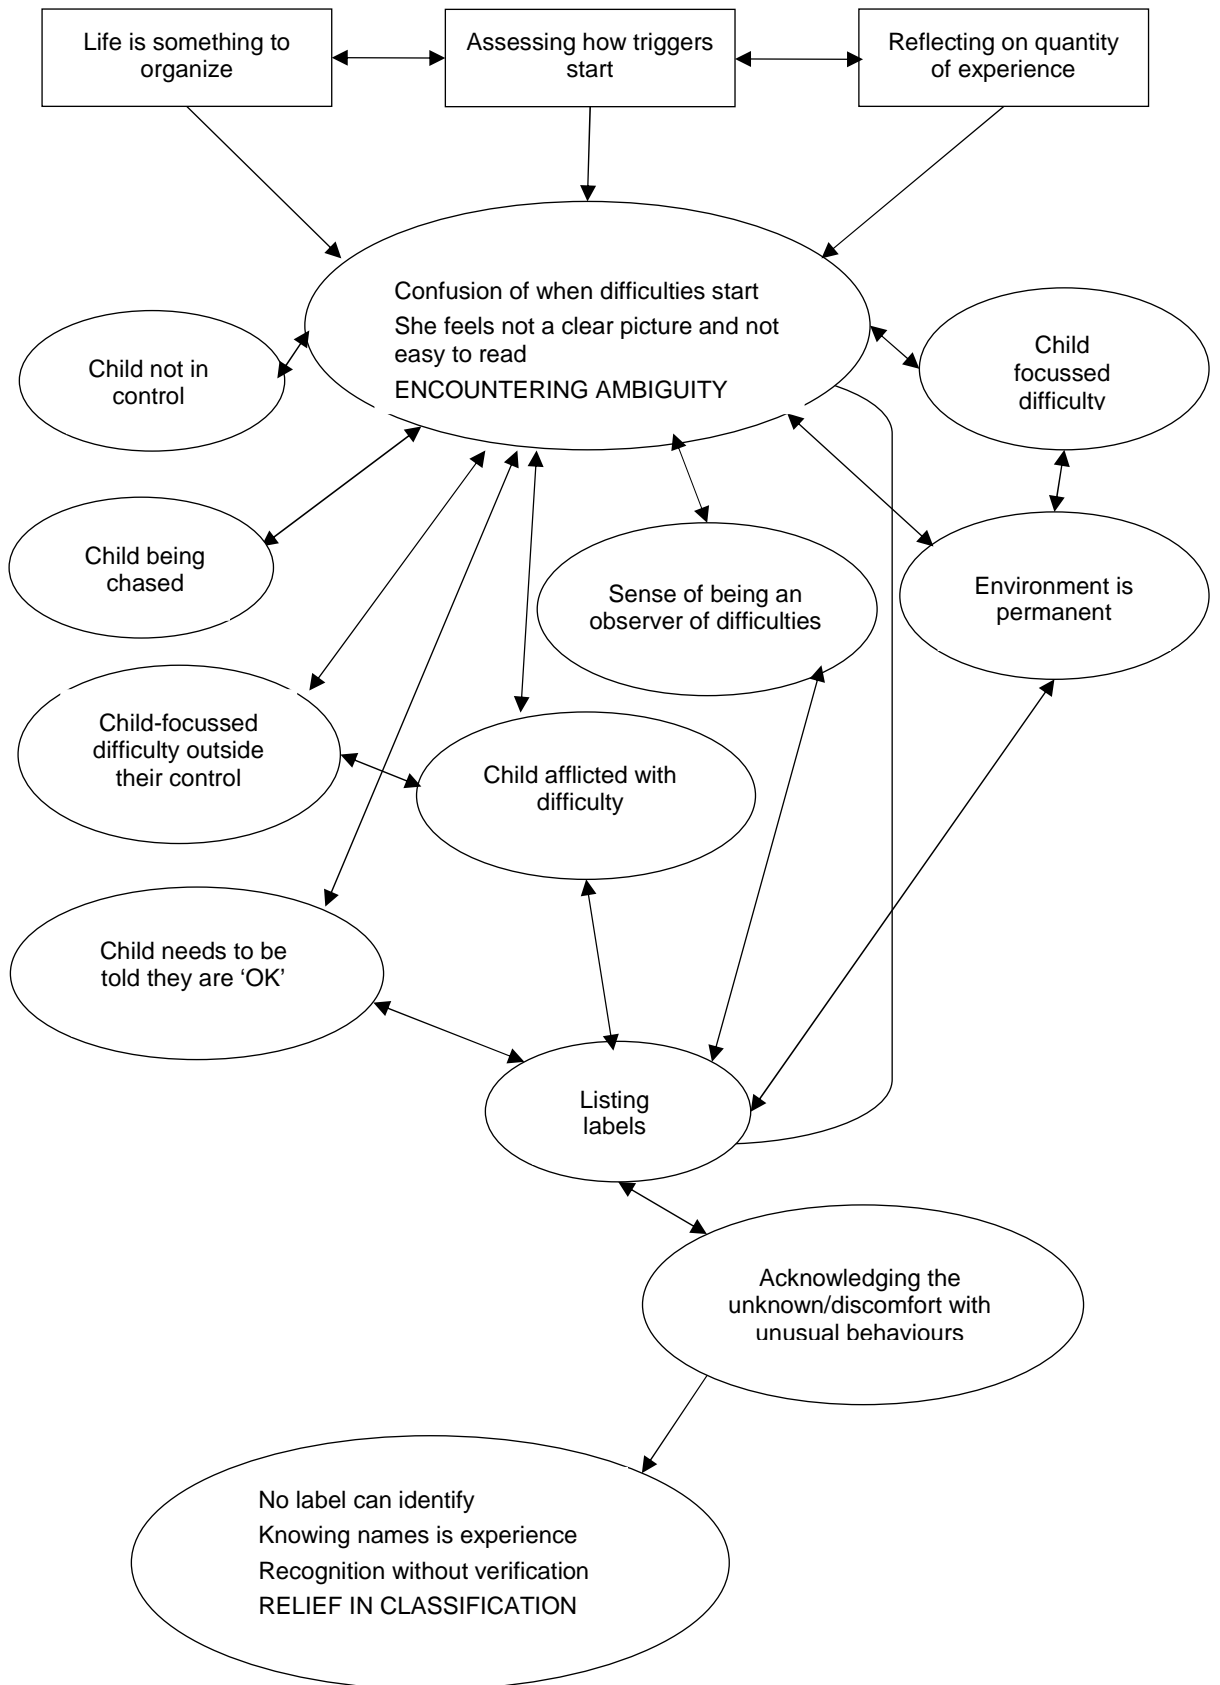 Life is something to
organize
Assessing how triggers
start
Reflecting on quantity
of experience
Confusion of when difficulties start
She feels not a clear picture and not
easy to read
ENCOUNTERING AMBIGUITY
Child not in
control
Child
focussed
difficulty
Child being
chased
Sense of being an
observer of difficulties
Environment is
permanent
Child-focussed
difficulty outside
their control
Child afflicted with
difficulty
Child needs to be
told they are ‘OK’
Listing
labels
Acknowledging the
unknown/discomfort with
unusual behaviours
No label can identify
Knowing names is experience
Recognition without verification
RELIEF IN CLASSIFICATION